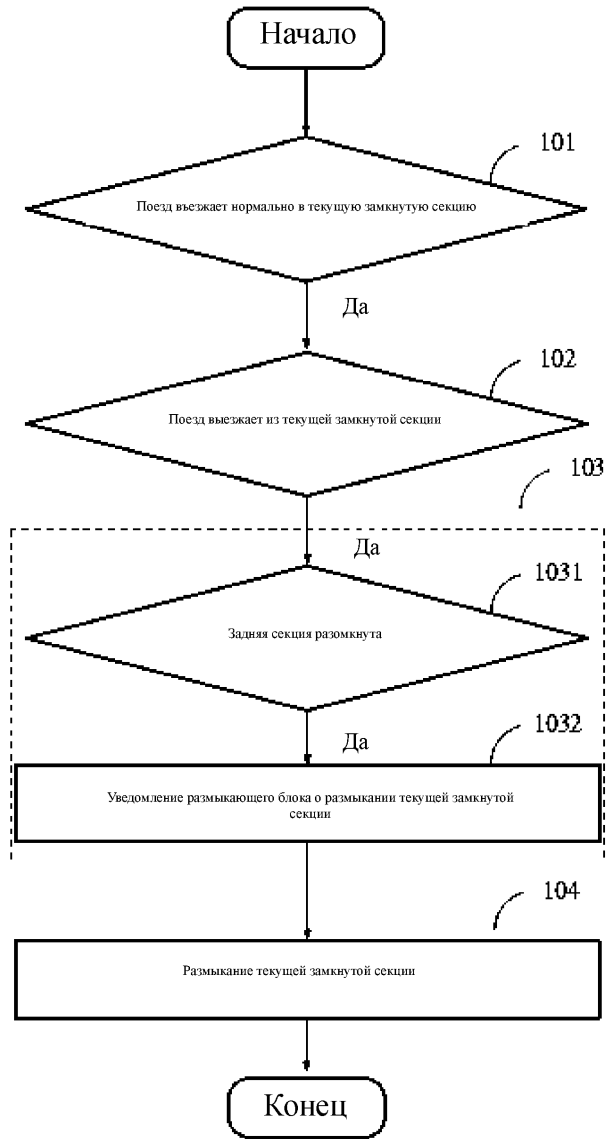 Начало
101
Поезд въезжает нормально в текущую замкнутую секцию
Да
102
Поезд выезжает из текущей замкнутой секции
103
Да
1031
Задняя секция разомкнута
Да
1032
Уведомление размыкающего блока о размыкании текущей замкнутой
секции
104
Размыкание текущей замкнутой секции
Конец